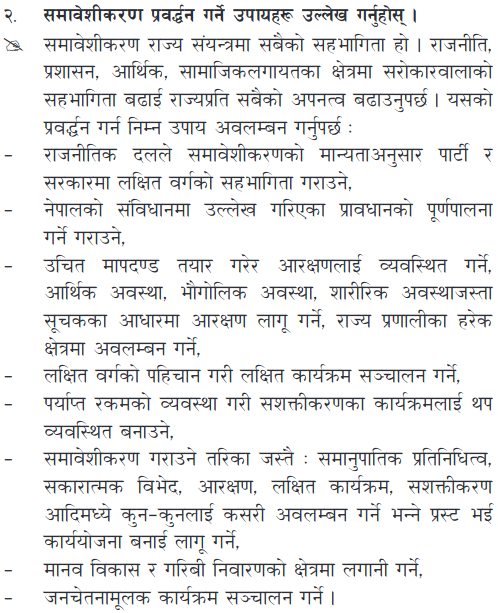 २. समावेशीकरण प्रवर्द्धन गर्ने उपायहरू उल्लेख गर्नुहोस् ।
समावेशीकरण राज्य संयन्त्रमा सबैको सहभागिता हो । राजनीति,
प्रशासन, आर्थिक, सामाजिकलगायतका क्षेत्रमा सरोकारवालाको
सहभागिता बढाई राज्यप्रति सबैको अपनत्व बढाउनुपर्छ । यसको
प्रवर्द्धन गर्न निम्न उपाय अवलम्बन गर्नुपर्छ :
– राजनीतिक दलले समावेशीकरणको मान्यताअनुसार पार्टी र
सरकारमा लक्षित वर्गको सहभागिता गराउने,
– नेपालको संविधानमा उल्लेख गरिएका प्रावधानको पूर्णपालना
गर्ने गराउने,
– उचित मापदण्ड तयार गरेर आरक्षणलाई व्यवस्थित गर्ने,
आर्थिक अवस्था, भौगोलिक अवस्था, शारीरिक अवस्थाजस्ता
सूचकका आधारमा आरक्षण लागू गर्ने, राज्य प्रणालीका हरेक
क्षेत्रमा अवलम्बन गर्ने,
– लक्षित वर्गको पहिचान गरी लक्षित कार्यक्रम सञ्चालन गर्ने,
– पर्याप्त रकमको व्यवस्था गरी सशक्तीकरणका कार्यक्रमलाई थप
व्यवस्थित बनाउने,
– समावेशीकरण गराउने तरिका जस्तै : समानुपातिक प्रतिनिधित्व,
सकारात्मक विभेद, आरक्षण, लक्षित कार्यक्रम, सशक्तीकरण
आदिमध्ये कुन–कुनलाई कसरी अवलम्बन गर्ने भन्ने प्रस्ट भई
कार्ययोजना बनाई लागू गर्ने,
– मानव विकास र गरिबी निवारणको क्षेत्रमा लगानी गर्ने,
– जनचेतनामूलक कार्यक्रम सञ्चालन गर्ने ।